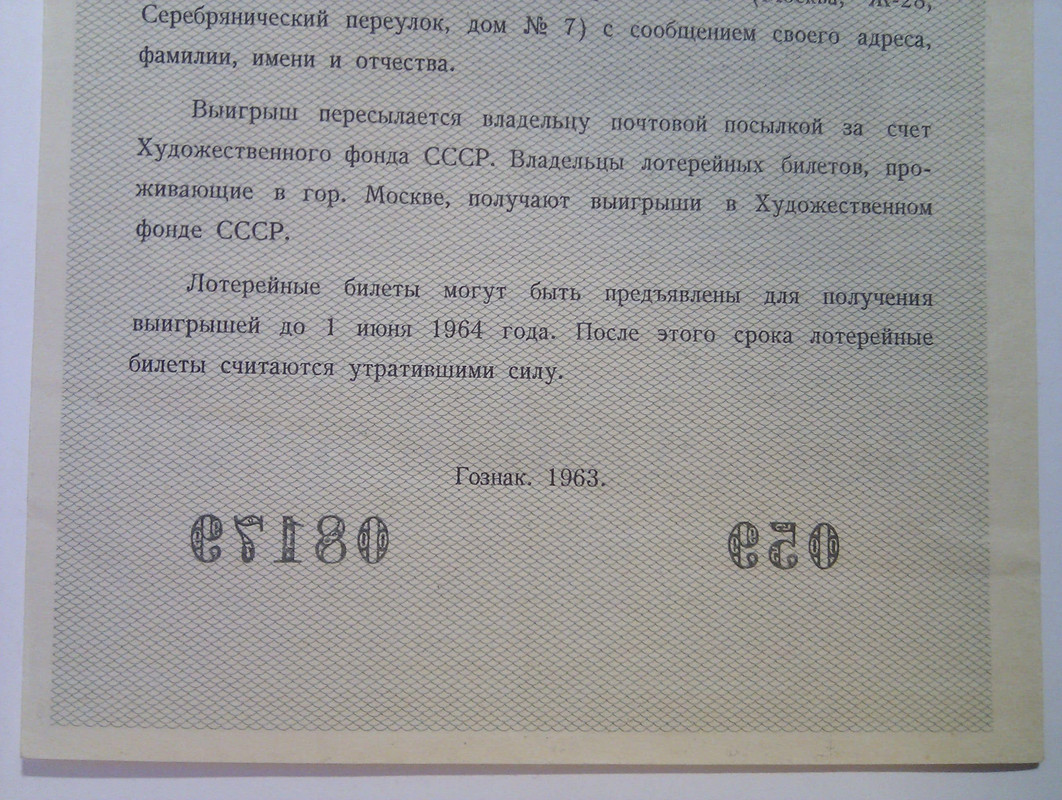 (Москва, Ж-28,
Серебрянический переулок, дом № 7) с сообщением своего адреса,
фамилии, имени и отчества.
Выигрыш пересылается владельцу почтовой посылкой за счет
Художественного фонда СССР. Владельцы лотерейных билетов, про-
живающие в гор. Москве, получают выигрыши в Художественном
фонде СССР.
Лотерейные билеты могут быть предъявлены для получения
выигрышей до 1 июня 1964 года. После этого срока лотерейные
билеты считаются утратившими силу.
Гознак. 1963.
08179 059